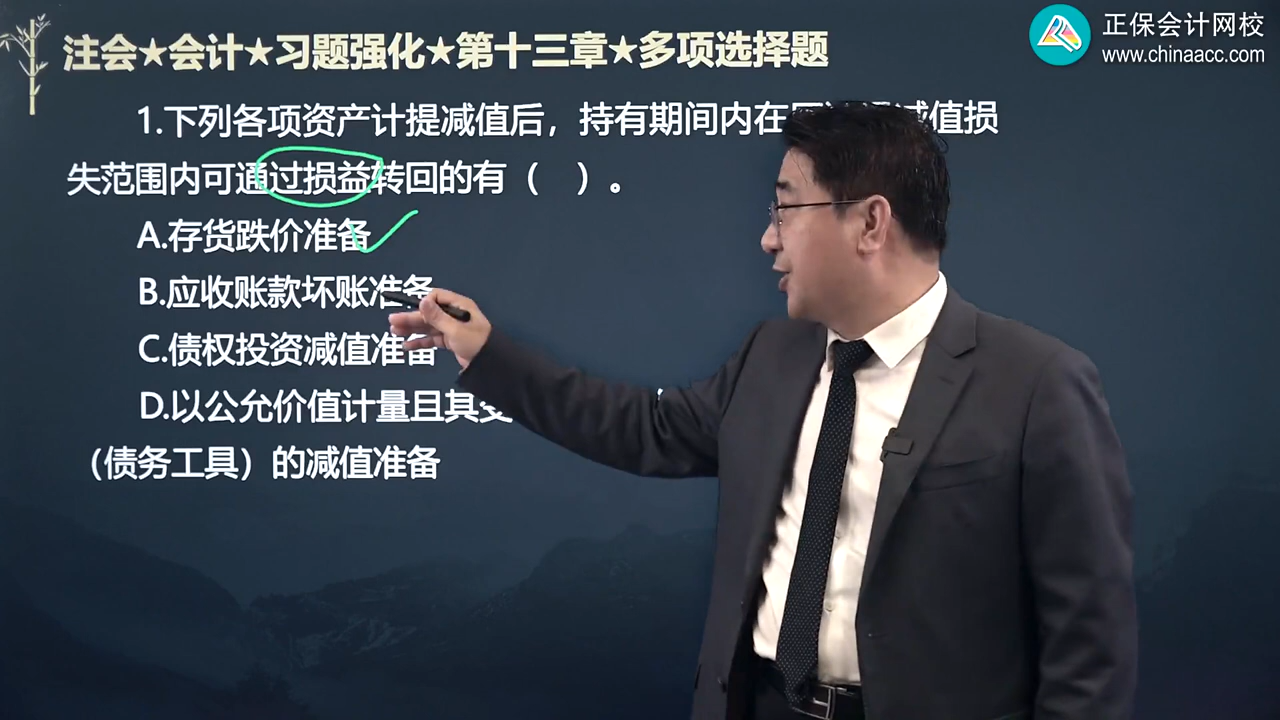 正保会计网校
www.chinaacc.com
注会★会计★习题强化★第十三章★多项选择题
1.下列各项资产计提减值后，持有期间内在 减值损
失范围内可通过损益转回的有（ ）。
A.存货跌价准备
B.应收账款坏账准备
C.债权投资减值准备
D.以公允价值计量且其变
（债务工具）的减值准备